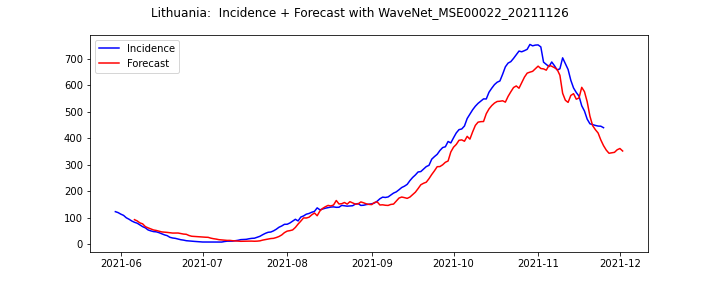 Lithuania:  Incidence + Forecast with WaveNet_MSE00022_20211126
Incidence
Forecast
700
600
500
400
300
200
100
0
2021-06 2021-07 2021-08 2021-09 2021-10 2021-11 2021-12